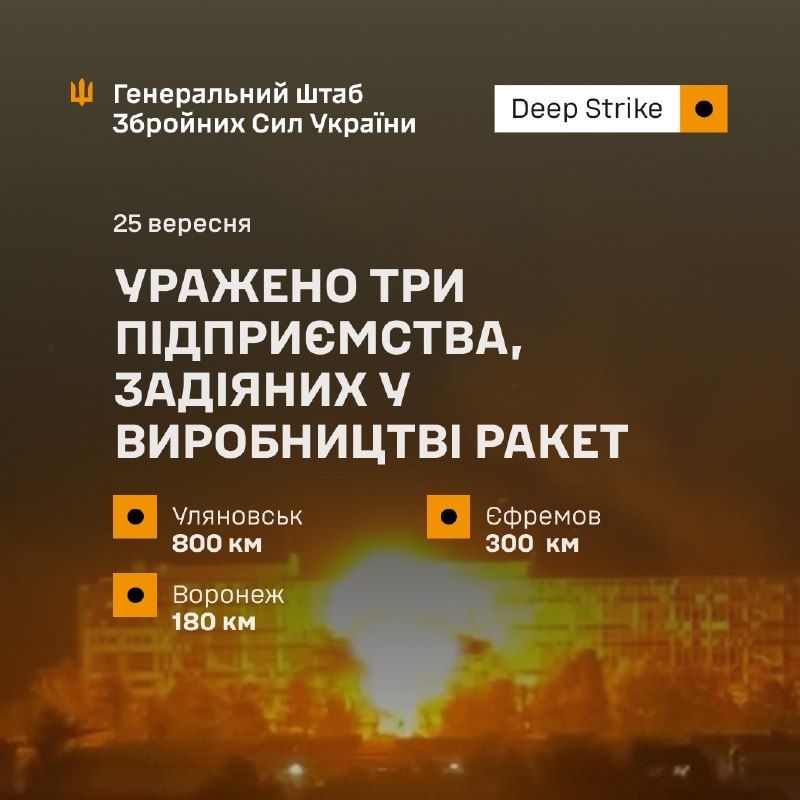 Генеральний Штаб
Збройних Сил України
Deep Strike
25 вересня
УРАЖЕНО ТРИ
ПІДПРИЄМСТВА,
ЗАДІЯНИХ У
ВИРОБНИЦТВІ РАКЕТ
Уляновськ
800 км
Єфремов
300 км
Воронеж
180 км